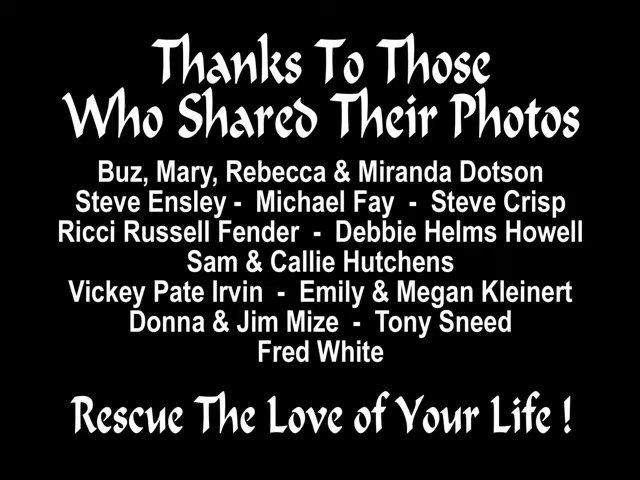 Thanks To Those
Who Shared Their Photos
Buz, Mary, Rebecca & Miranda Dotson
Steve Ensley - Michael Fay - Steve Crisp
Ricci Russell Fender - Debbie Helms Howell
Sam & Callie Hutchens
Vickey Pate Irvin - Emily & Megan Kleinert
Donna & Jim Mize - Tony Sneed
Fred White
Rescue The Love of Your Life !